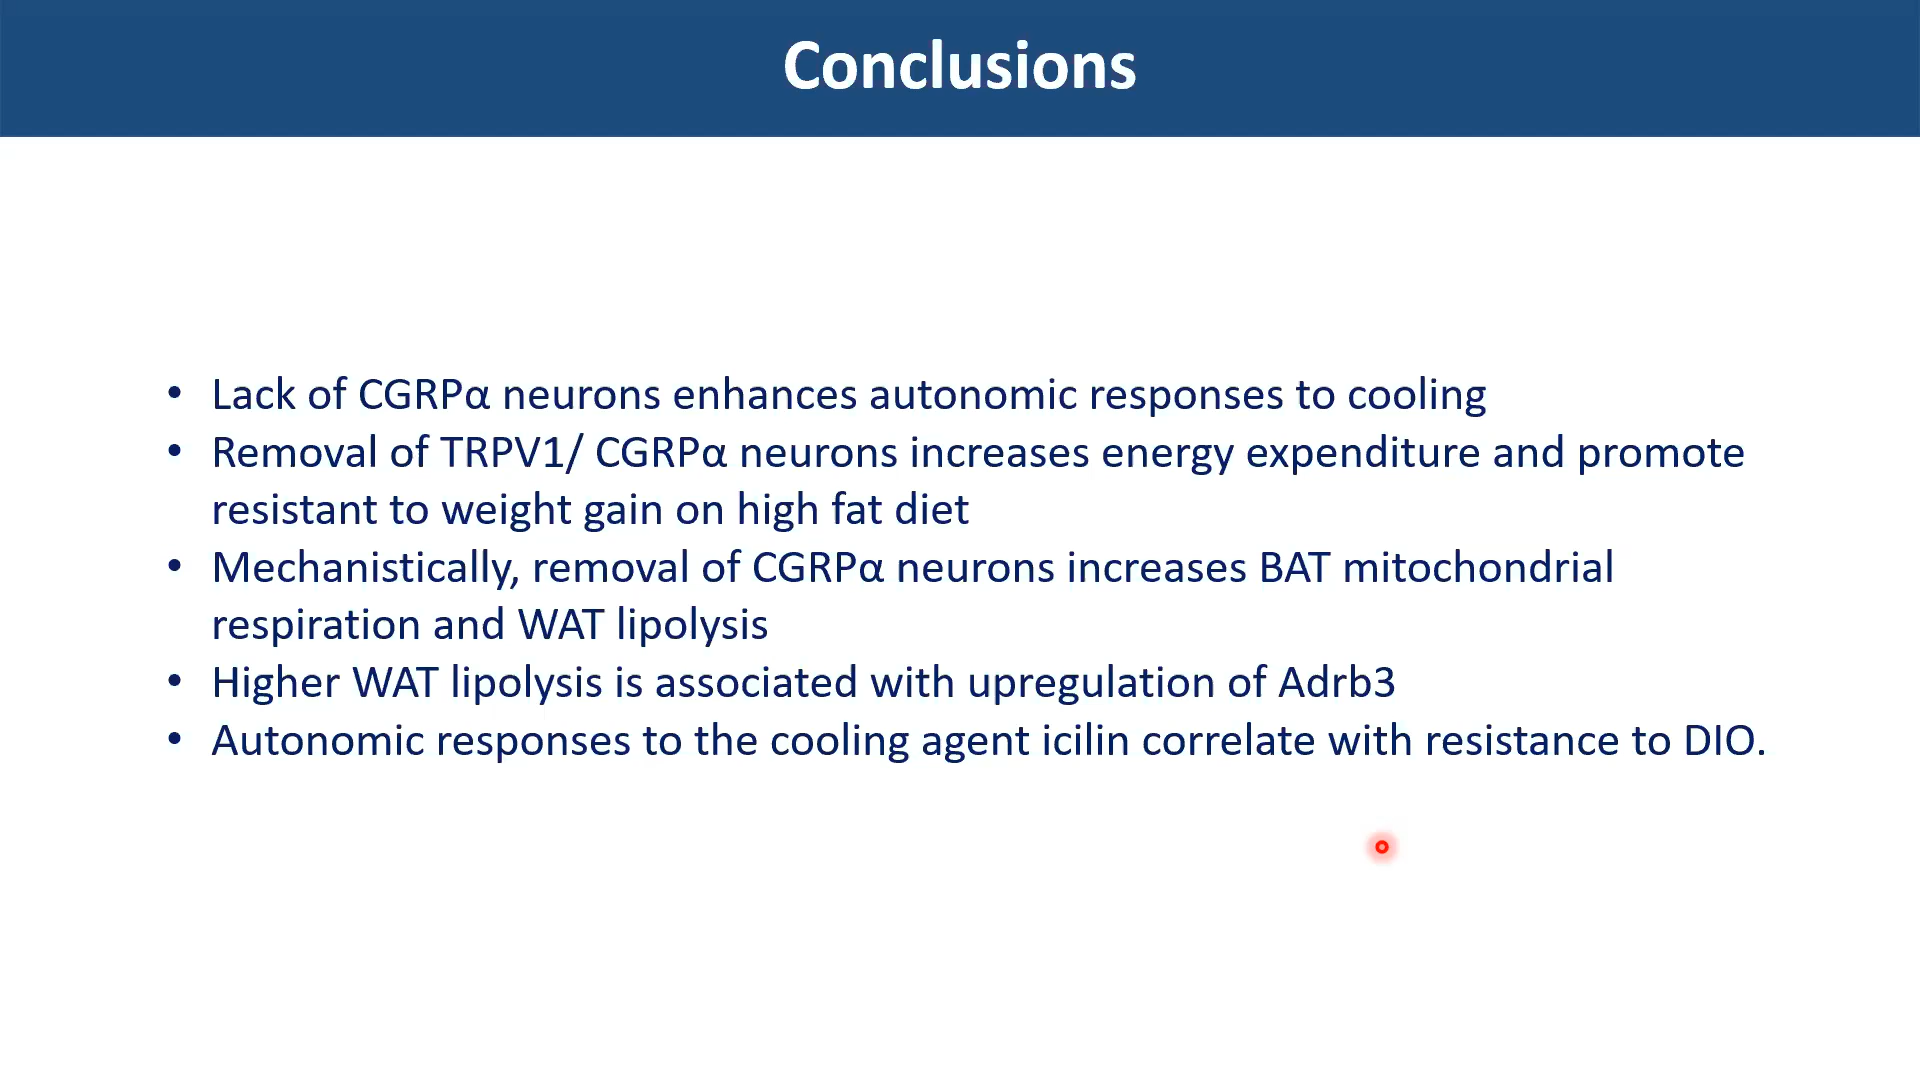 Conclusions
• Lack of CGRPα neurons enhances autonomic responses to cooling
• Removal of TRPV1/ CGRPα neurons increases energy expenditure and promote
resistant to weight gain on high fat diet
• Mechanistically, removal of CGRPα neurons increases BAT mitochondrial
respiration and WAT lipolysis
• Higher WAT lipolysis is associated with upregulation of Adrb3
• Autonomic responses to the cooling agent icilin correlate with resistance to DIO.